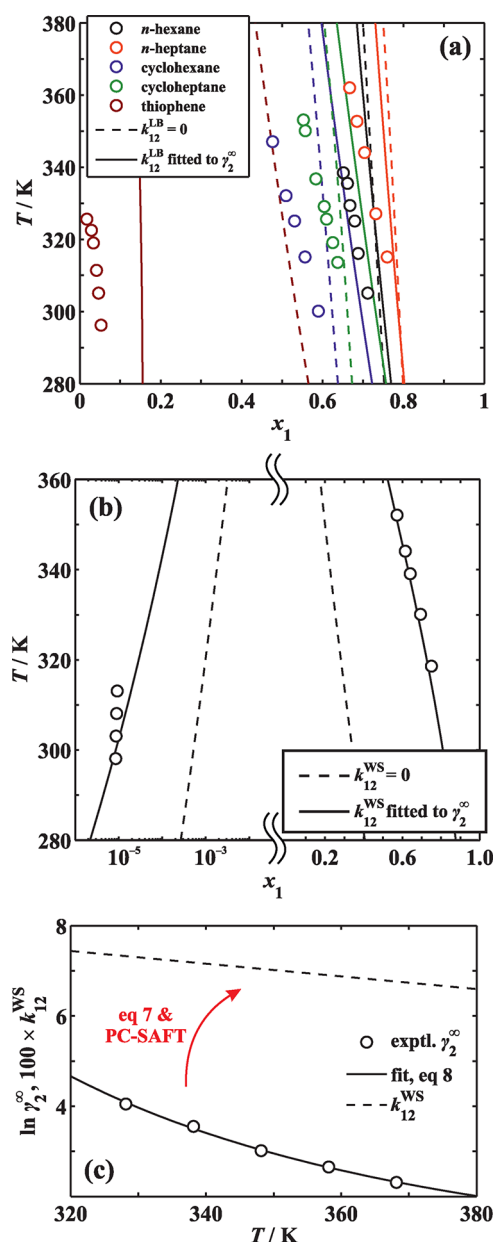 380
360
340
320
300
280
T / K
(a)
n-hexane
n-heptane
cyclohexane
cycloheptane
thiophene
k₁₂ᴸᴮ = 0
k₁₂ᴸᴮ fitted to γ₂^∞
0 0.2 0.4 0.6 0.8 1
x₁
360
340
320
300
280
T / K
(b)
k₁₂ᵂˢ = 0
k₁₂ᵂˢ fitted to γ₂^∞
10⁻⁵ 10⁻³ 0.2 0.6 1.0
x₁
8
6
4
ln γ₂^∞, 100 × k₁₂ᵂˢ
eq 7 &
PC-SAFT
exptl. γ₂^∞
fit, eq 8
k₁₂ᵂˢ
(c)
320 340 360 380
T / K